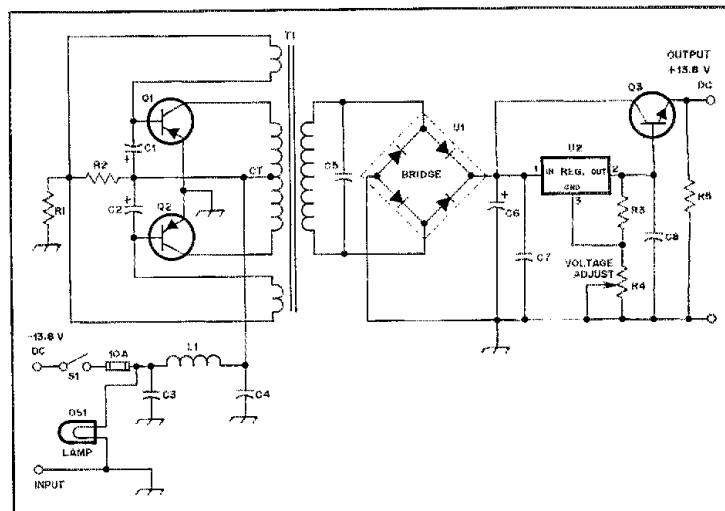 T1
OUTPUT
+13.8 V
DC
Q1
Q3
U1
U2
C1
R2
CT
C5
BRIDGE
1 IN REG. OUT 2
GND
3
C6
R1
C2
Q2
R3
C8
R5
C7
VOLTAGE
ADJUST
R4
-13.8 V
DC
S1
10A
L1
C3
C4
DS1
LAMP
INPUT